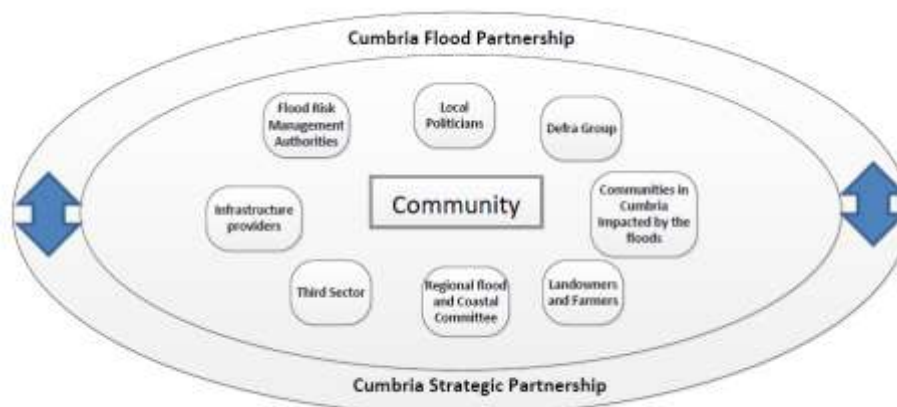 Cumbria Flood Partnership
Flood Risk
Management
Authorities
Local
Politicians
Defra Group
Infrastructure
providers
Community
Communities in
Cumbria
Impacted by the
floods
Third Sector
Regional flood
and Coastal
Committee
Landowners
and Farmers
Cumbria Strategic Partnership